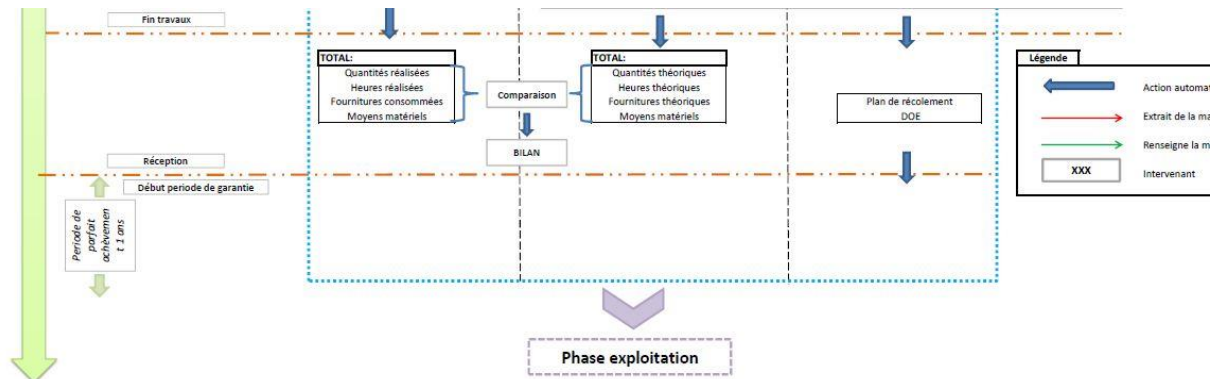 Fin travaux
TOTAL:
Quantités réalisées
Heures réalisées
Fournitures consommées
Moyens matériels
Comparaison
BILAN
TOTAL:
Quantités théoriques
Heures théoriques
Fournitures théoriques
Moyens matériels
Plan de récolement
DOE
Légende
Action automat
Extrait de la ma
Renseigne la m
XXX
Intervenant
Réception
Début periode de garantie
Periode de
parfait
achèvemen
t 1 ans
Phase exploitation